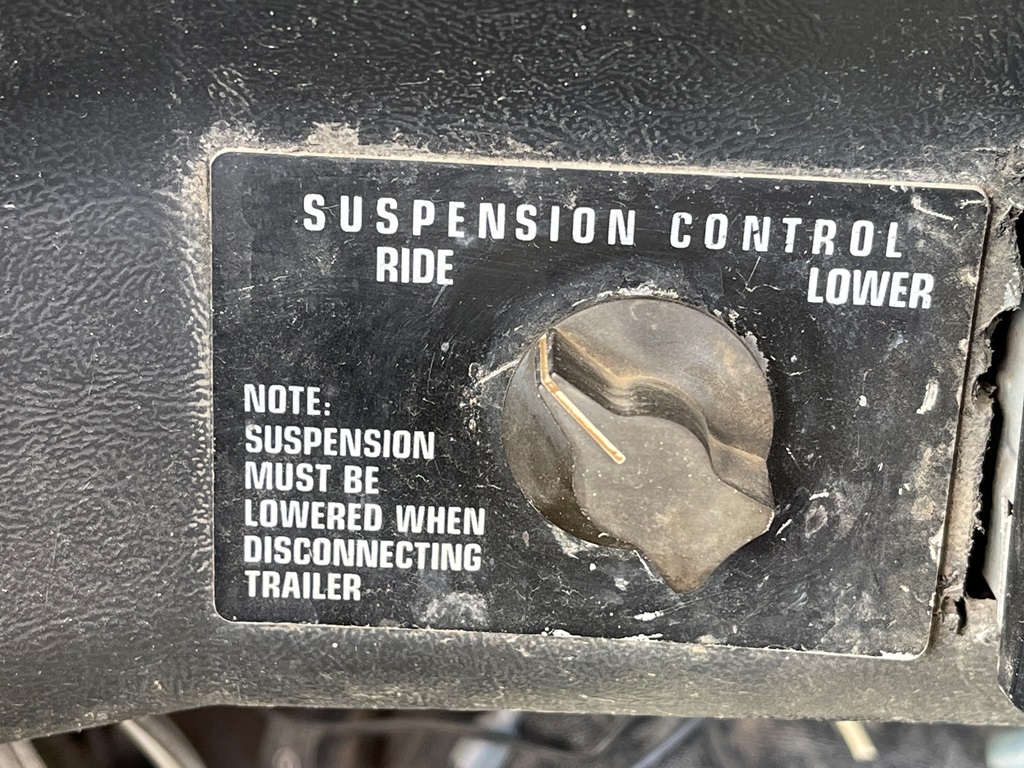 SUSPENSION CONTROL
RIDE LOWER
NOTE:
SUSPENSION
MUST BE
LOWERED WHEN
DISCONNECTING
TRAILER